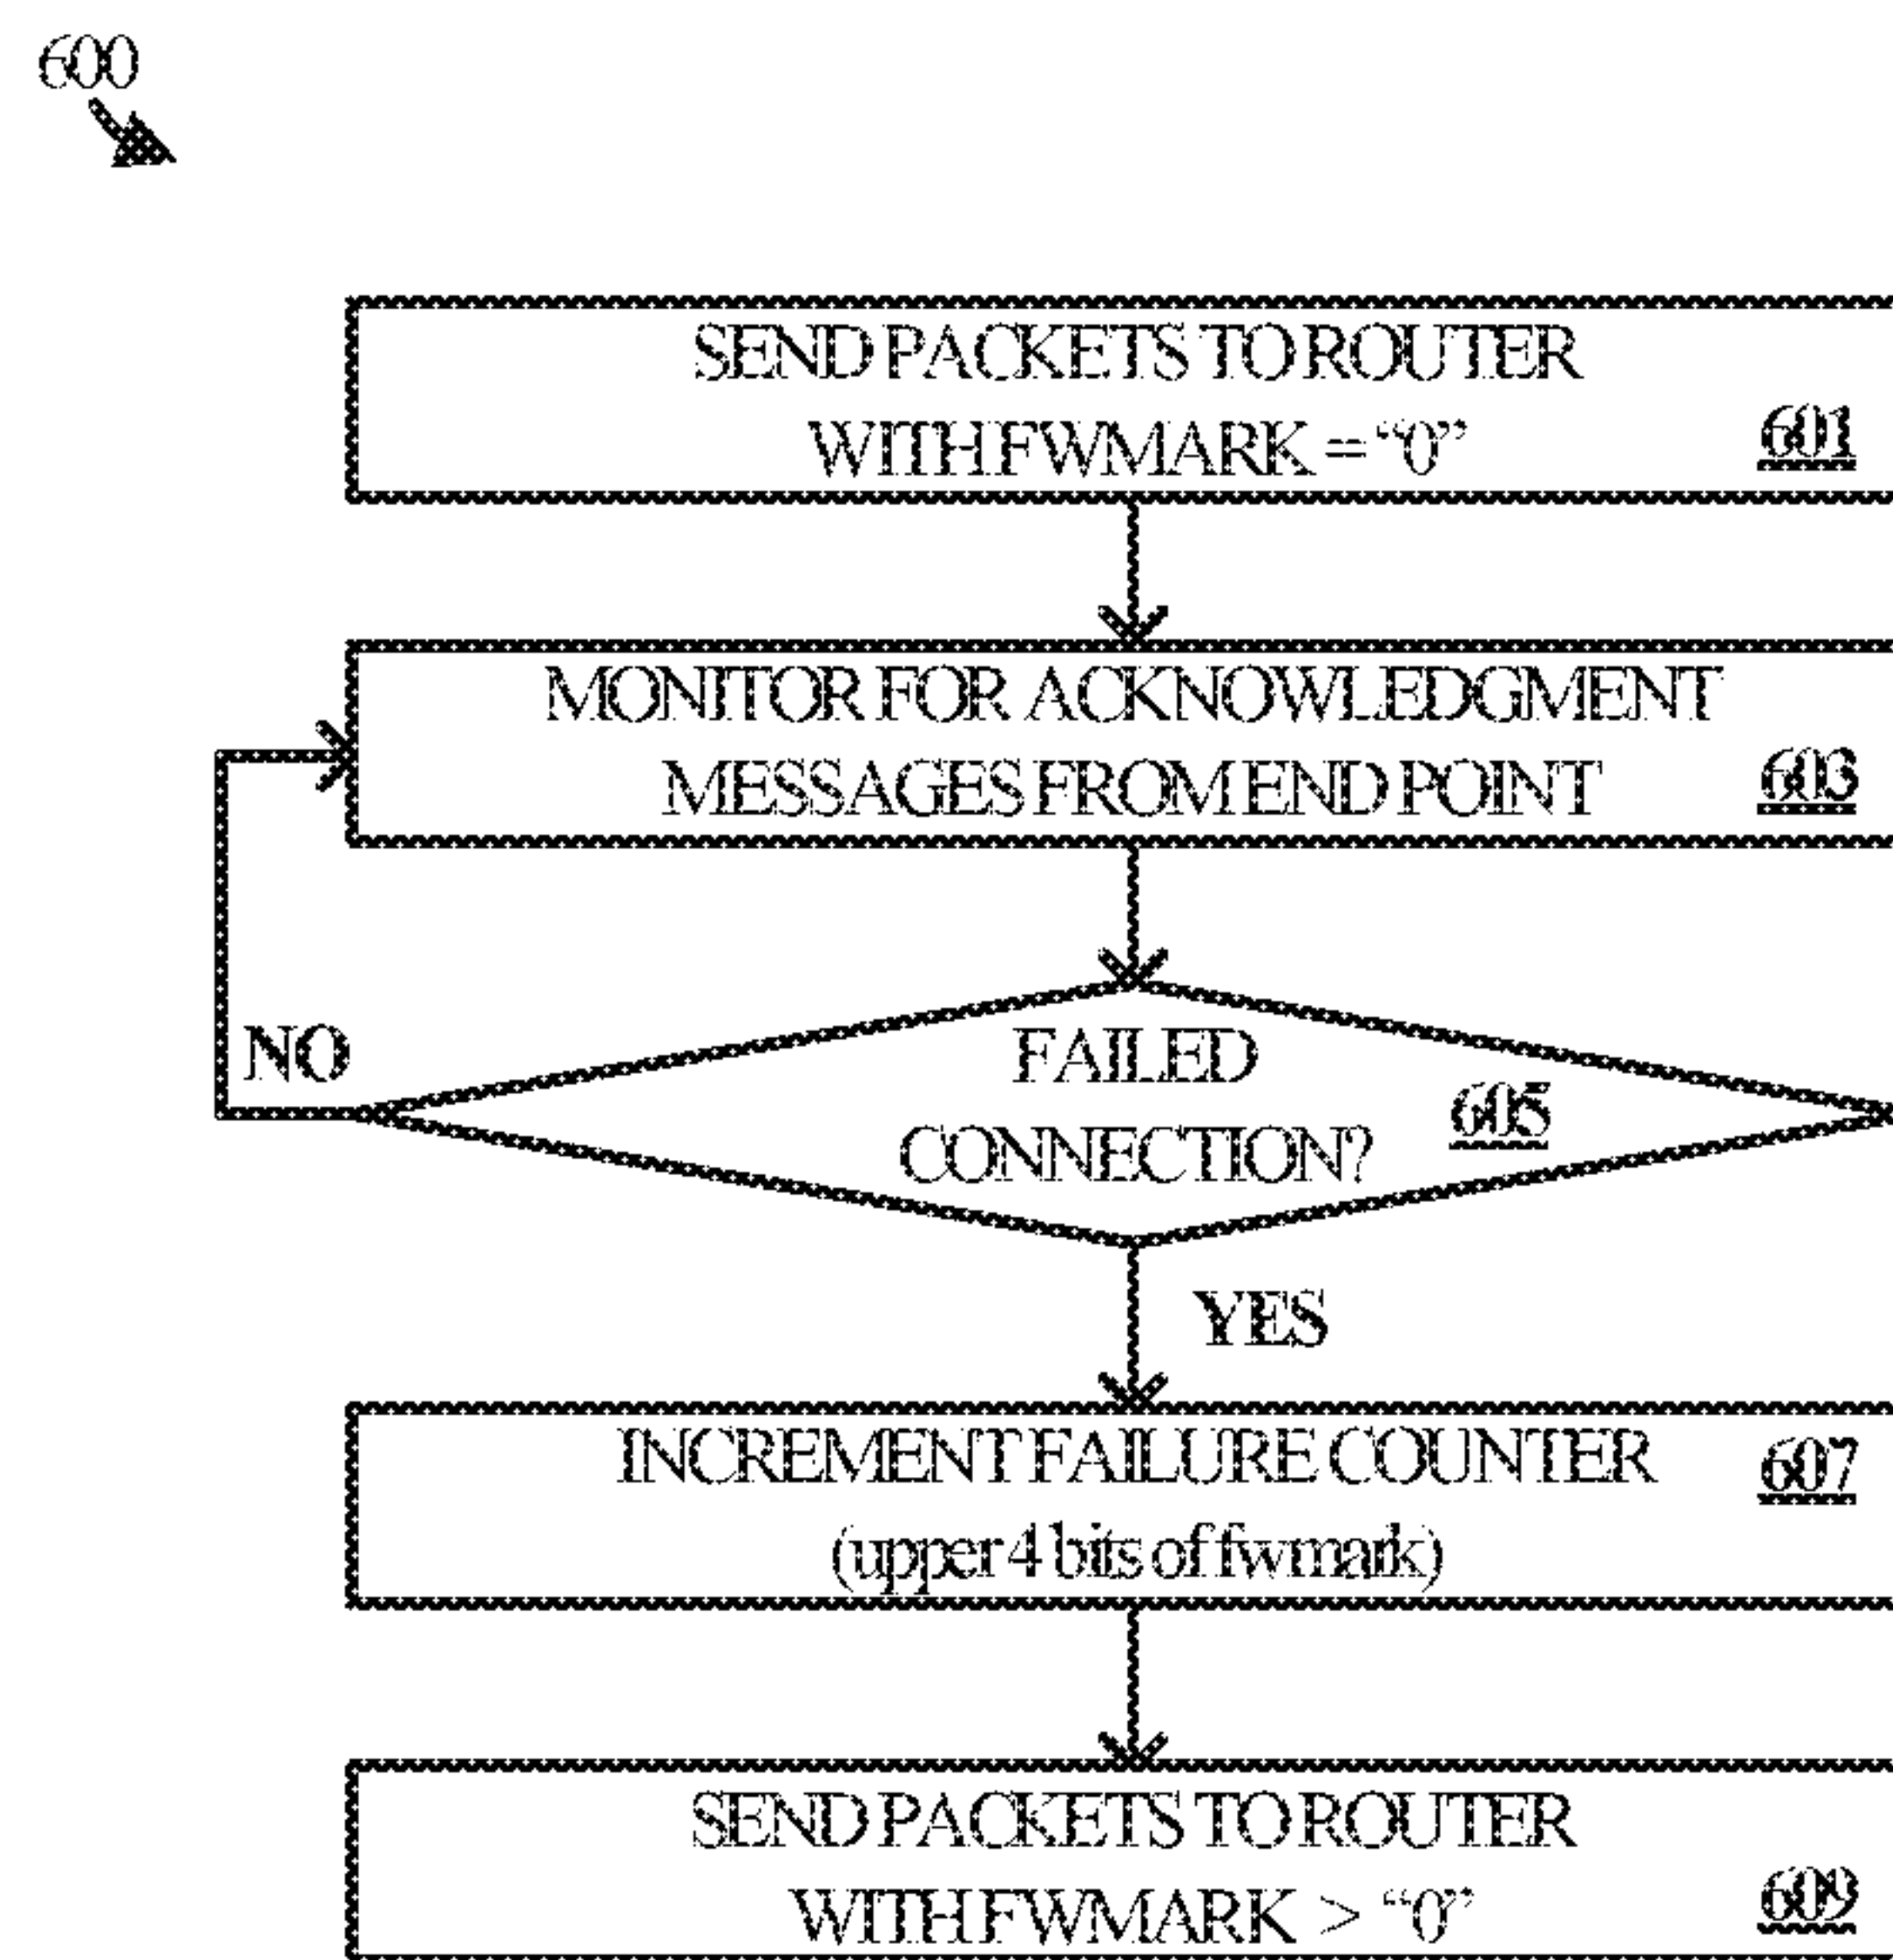 600
SEND PACKETS TO ROUTER
WITH FWMARK = “0”
601
MONITOR FOR ACKNOWLEDGMENT
MESSAGES FROM END POINT
603
NO
FAILED
CONNECTION?
605
YES
INCREMENT FAILURE COUNTER
607
(upper 4 bits of fwmark)
SEND PACKETS TO ROUTER
WITH FWMARK > “0”
609